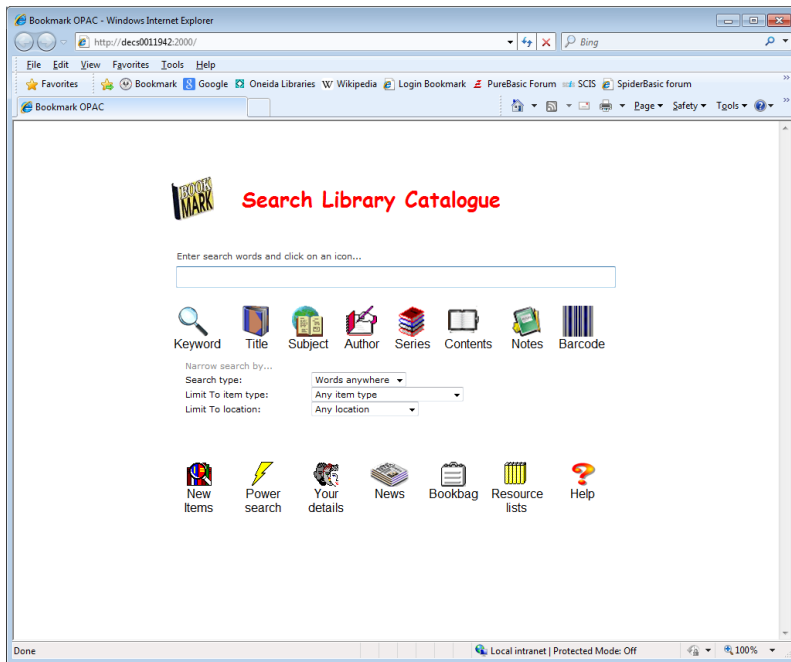 Bookmark OPAC - Windows Internet Explorer
http://decs0011942:2000/
Bing
File Edit View Favorites Tools Help
Favorites Bookmark Google Oneida Libraries Wikipedia Login Bookmark PureBasic Forum SCIS SpiderBasic forum
Bookmark OPAC
Page Safety Tools
BOOK
MARK
Search Library Catalogue
Enter search words and click on an icon...
Keyword Title Subject Author Series Contents Notes Barcode
Narrow search by...
Search type: Words anywhere
Limit To item type: Any item type
Limit To location: Any location
New Items
Power search
Your details
News
Bookbag
Resource lists
Help
Done
Local intranet | Protected Mode: Off
100%